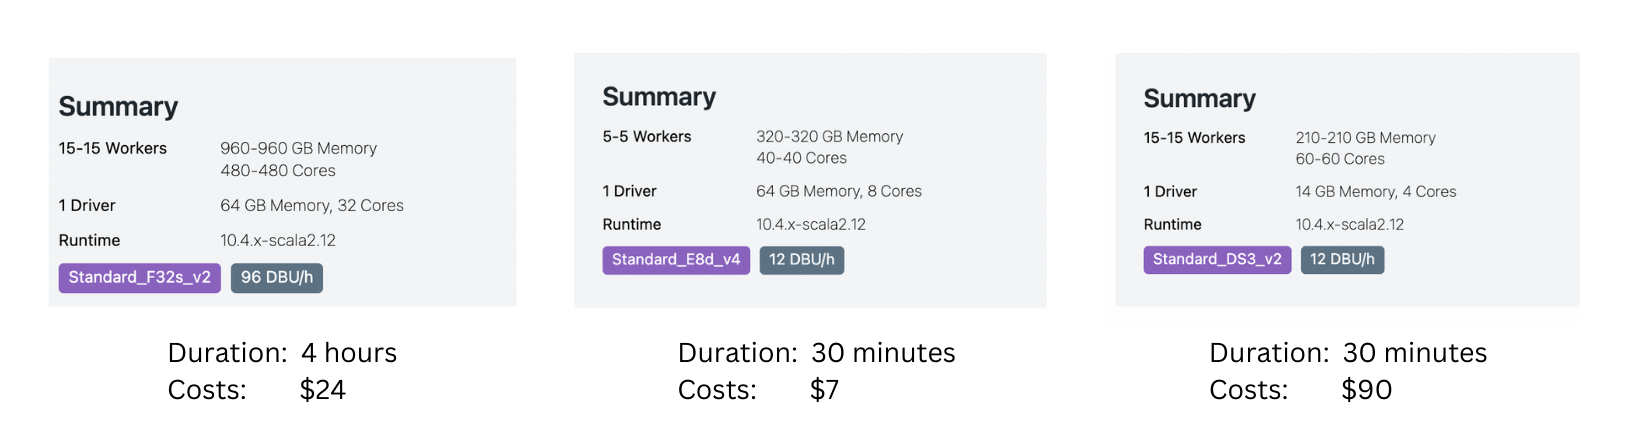 Summary
15-15 Workers 960-960 GB Memory
480-480 Cores
1 Driver 64 GB Memory, 32 Cores
Runtime 10.4.x-scala2.12
Standard_F32s_v2 96 DBU/h
Duration: 4 hours
Costs: $24
Summary
5-5 Workers 320-320 GB Memory
40-40 Cores
1 Driver 64 GB Memory, 8 Cores
Runtime 10.4.x-scala2.12
Standard_E8d_v4 12 DBU/h
Duration: 30 minutes
Costs: $7
Summary
15-15 Workers 210-210 GB Memory
60-60 Cores
1 Driver 14 GB Memory, 4 Cores
Runtime 10.4.x-scala2.12
Standard_DS3_v2 12 DBU/h
Duration: 30 minutes
Costs: $90